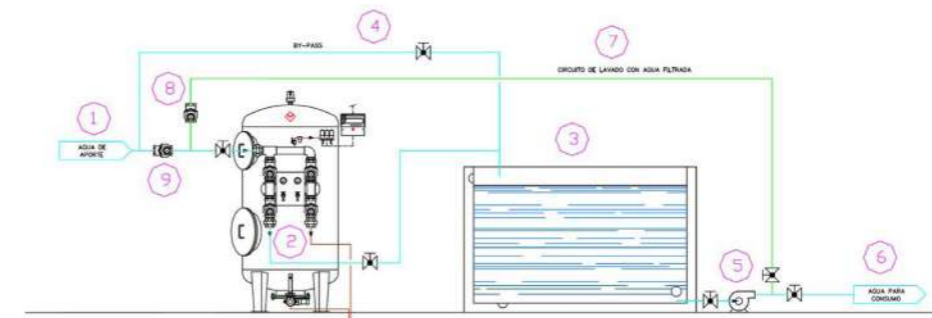 4
7
BY-PASS
CIRCUITO DE LAVADO CON AGUA FILTRADA
8
1
AGUA DE
APORTE
9
3
2
5
6
AGUA PARA
CONSUMO